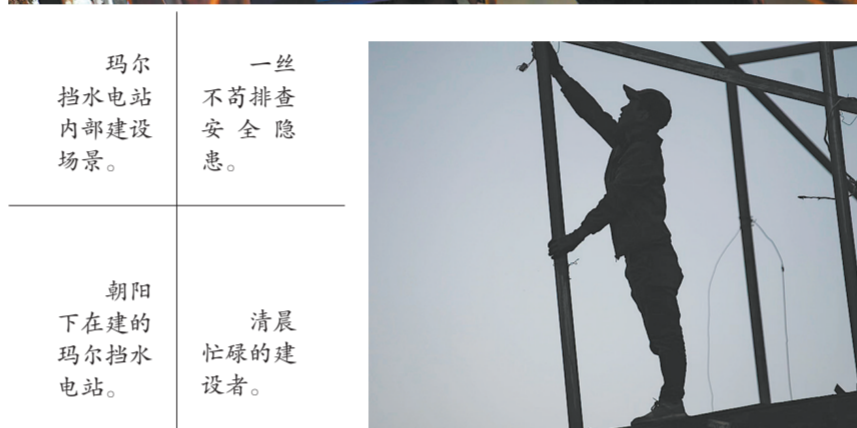 玛尔
挡水电站
内部建设
场景。
一丝
不苟排查
安全隐
患。
朝阳
下在建的
玛尔挡水
电站。
清晨
忙碌的建
设者。